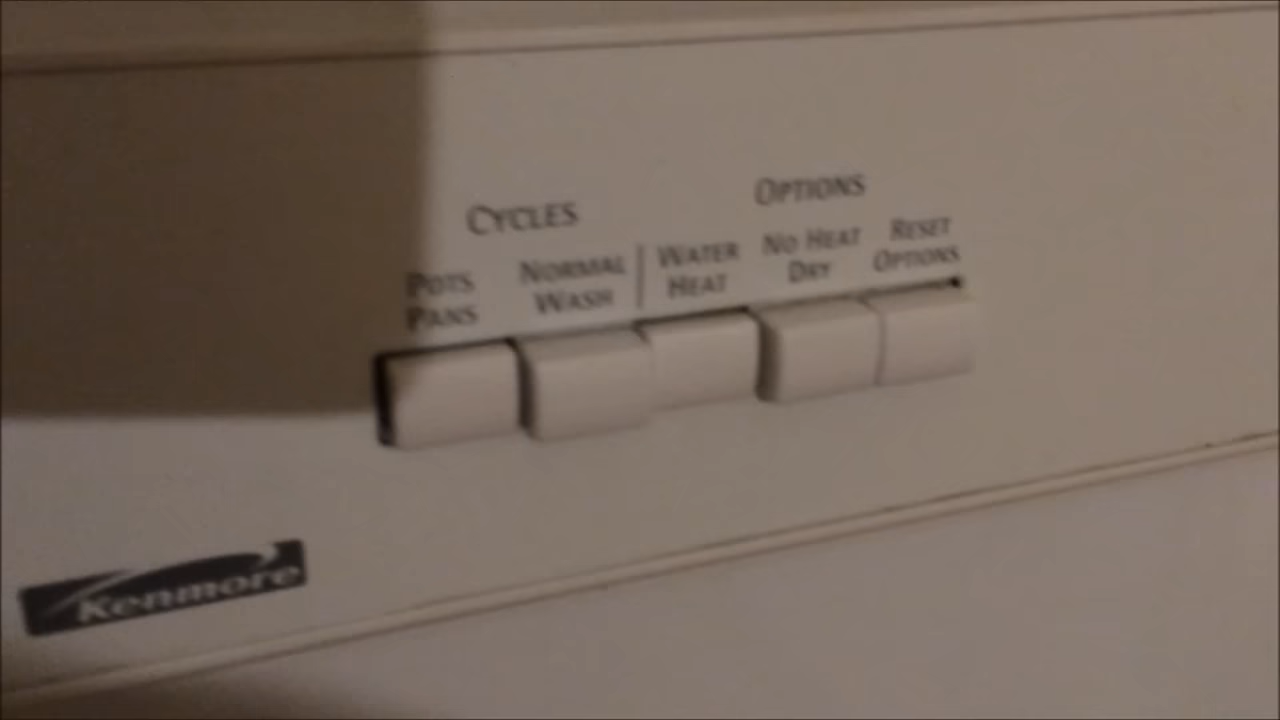 CYCLES
OPTIONS
POTS
PANS
NORMAL
WASH
WATER
HEAT
NO HEAT
DRY
RESET
OPTIONS
Kenmore